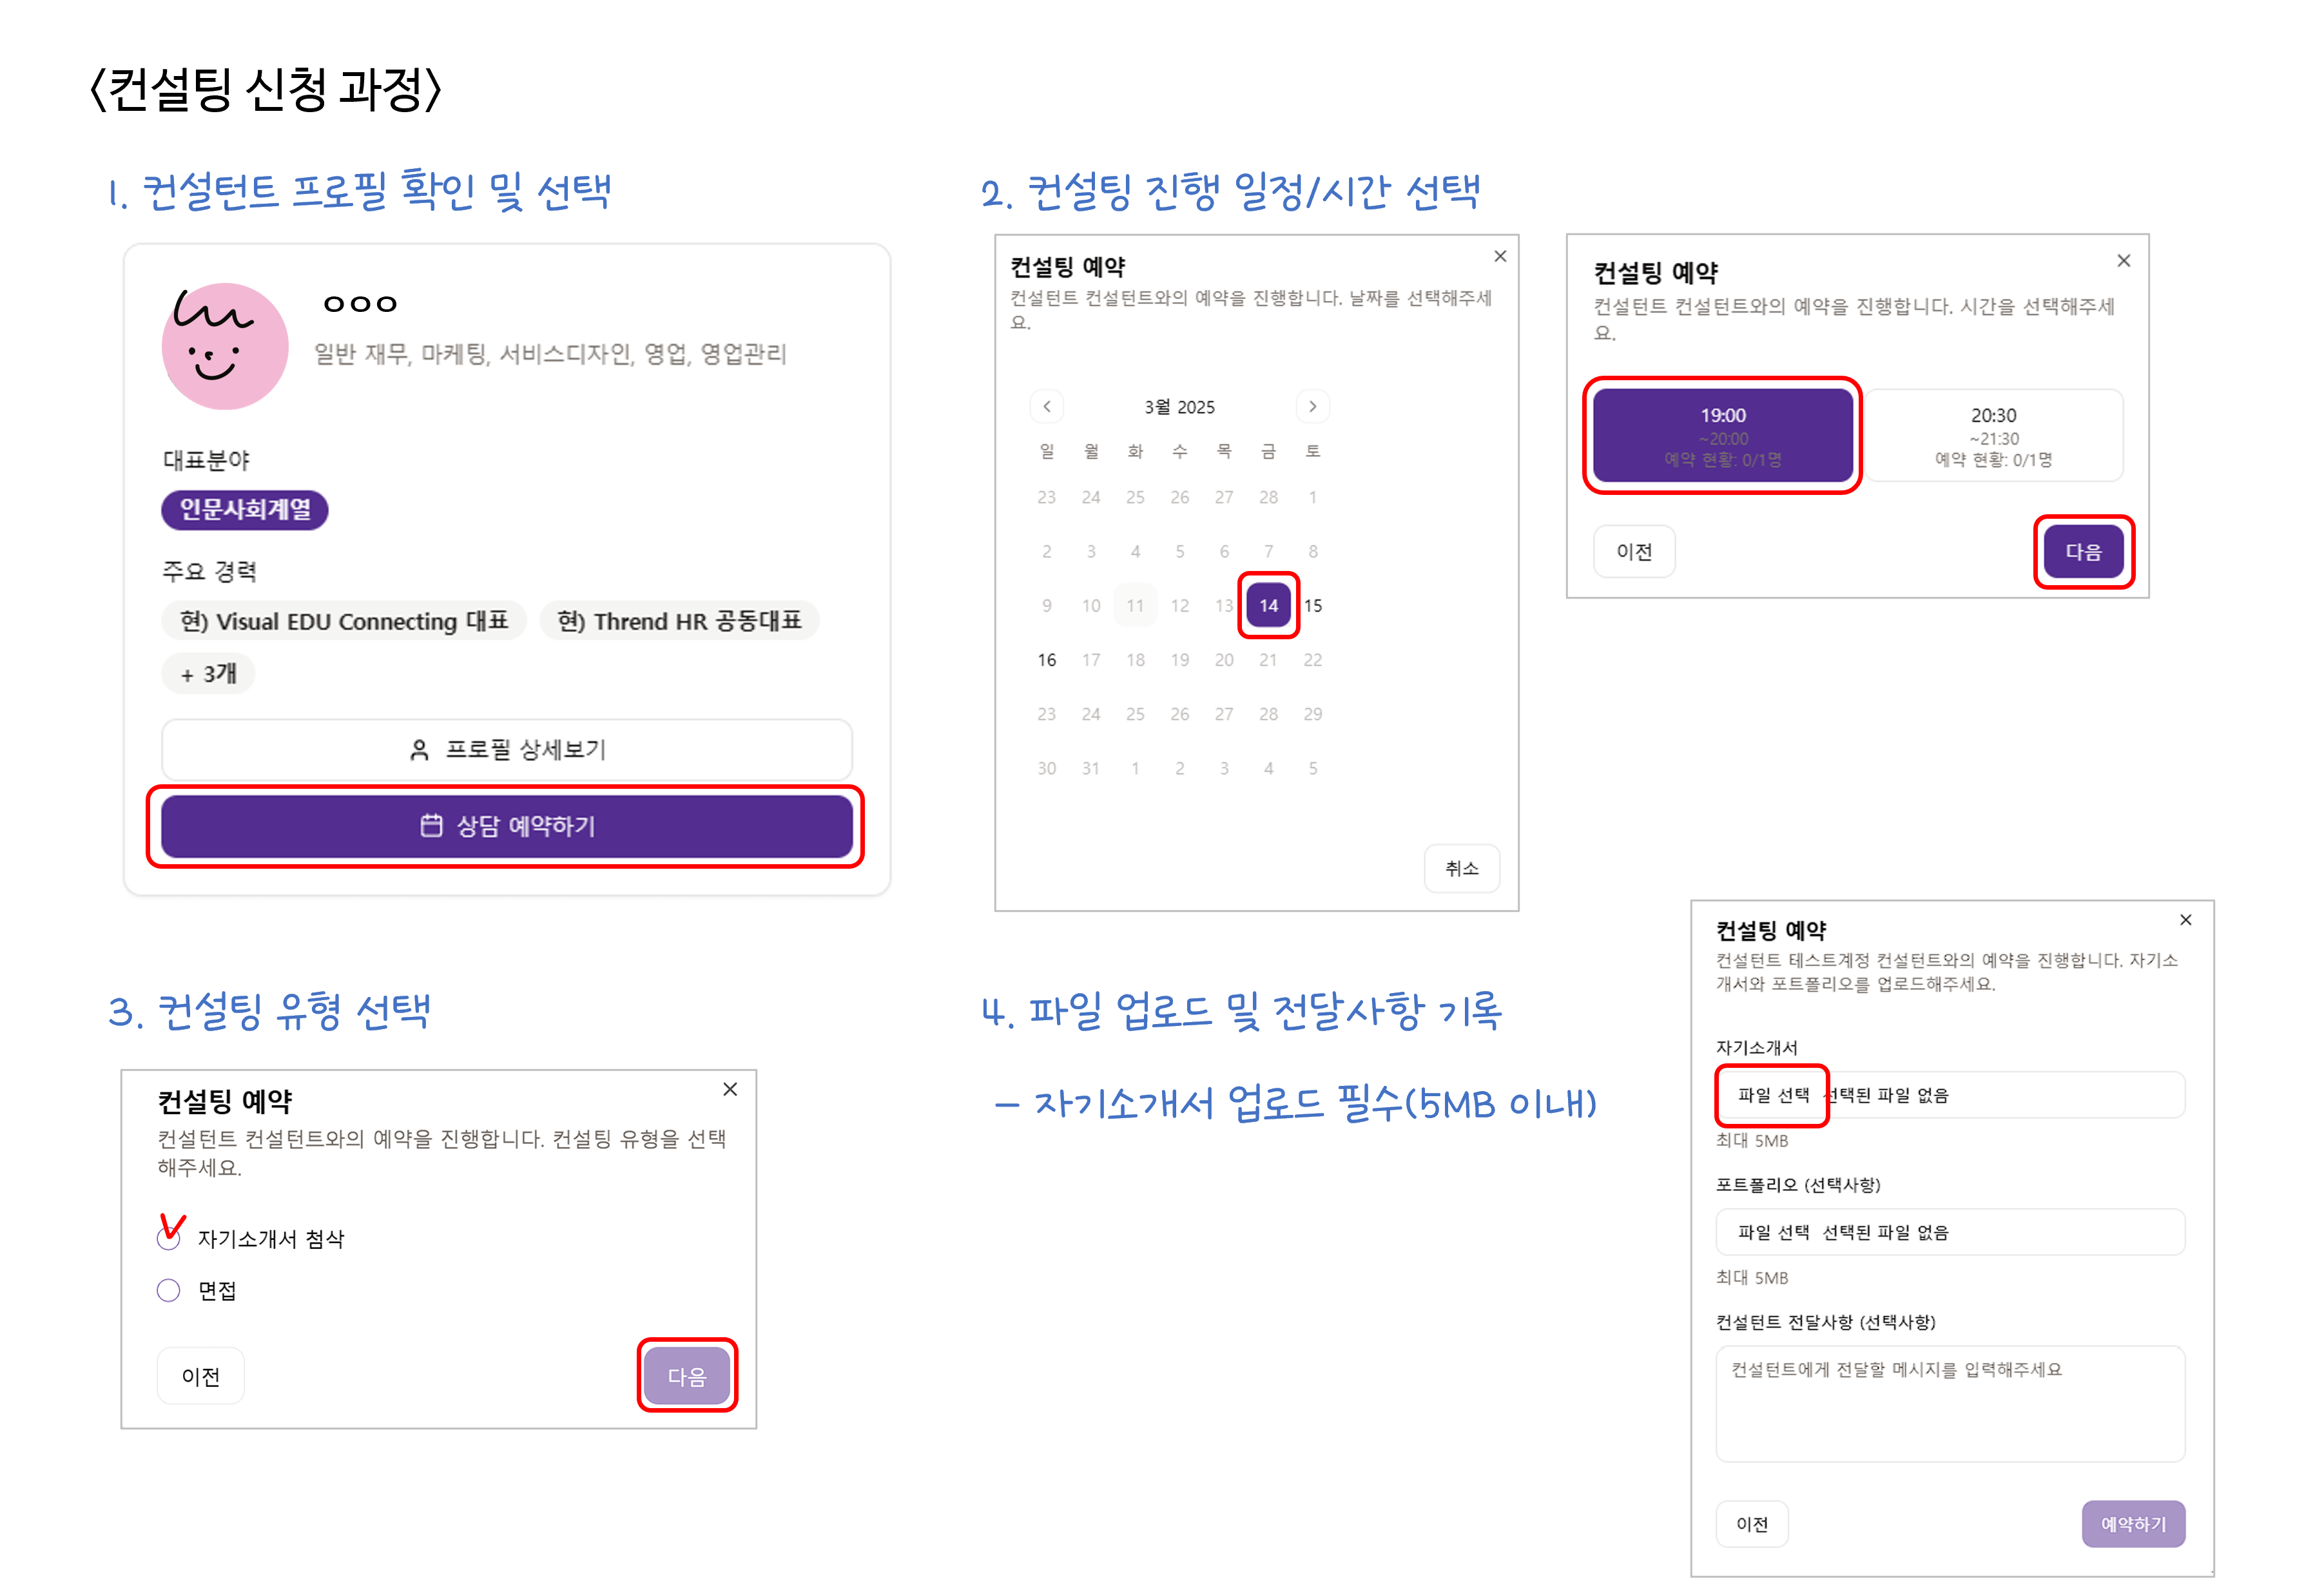 〈컨설팅 신청 과정〉
1. 컨설턴트 프로필 확인 및 선택
ㅇㅇㅇ
일반 재무, 마케팅, 서비스디자인, 영업, 영업관리
대표분야
인문사회계열
주요 경력
현) Visual EDU Connecting 대표 현) Thrend HR 공동대표
+ 3개
프로필 상세보기
상담 예약하기
2. 컨설팅 진행 일정/시간 선택
컨설팅 예약
컨설턴트 컨설턴트와의 예약을 진행합니다. 날짜를 선택해주세
요.
3월 2025
일 월 화 수 목 금 토
23 24 25 26 27 28 1
2 3 4 5 6 7 8
9 10 11 12 13 14 15
16 17 18 19 20 21 22
23 24 25 26 27 28 29
30 31 1 2 3 4 5
취소
컨설팅 예약
컨설턴트 컨설턴트와의 예약을 진행합니다. 시간을 선택해주세
요.
19:00
~20:00
예약 현황: 0/1명
20:30
~21:30
예약 현황: 0/1명
이전 다음
3. 컨설팅 유형 선택
컨설팅 예약
컨설턴트 컨설턴트와의 예약을 진행합니다. 컨설팅 유형을 선택
해주세요.
자기소개서 첨삭
면접
이전 다음
4. 파일 업로드 및 전달사항 기록
- 자기소개서 업로드 필수(5MB 이내)
컨설팅 예약
컨설턴트 테스트계정 컨설턴트와의 예약을 진행합니다. 자기소
개서와 포트폴리오를 업로드해주세요.
자기소개서
파일 선택 선택된 파일 없음
최대 5MB
포트폴리오 (선택사항)
파일 선택 선택된 파일 없음
최대 5MB
컨설턴트 전달사항 (선택사항)
컨설턴트에게 전달할 메시지를 입력해주세요
이전 예약하기